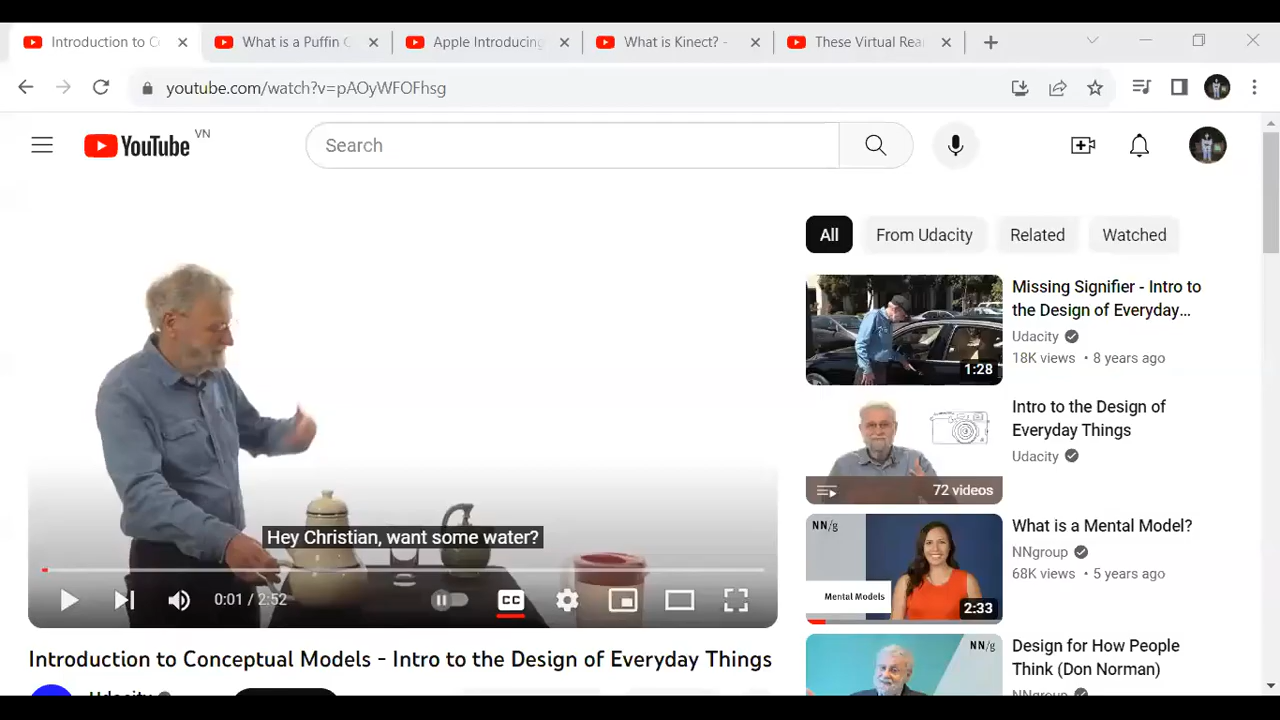 Introduction to C
What is a Puffin C
Apple Introducing
What is Kinect? -
These Virtual Rea
youtube.com/watch?v=pAOyWFOFhsg
YouTube VN
Search
All
From Udacity
Related
Watched
Hey Christian, want some water?
0:01 / 2:52
CC
Introduction to Conceptual Models - Intro to the Design of Everyday Things
Udacity
1:28
Missing Signifier - Intro to
the Design of Everyday...
Udacity
18K views • 8 years ago
72 videos
Intro to the Design of
Everyday Things
Udacity
NN/g
Mental Models
2:33
What is a Mental Model?
NNgroup
68K views • 5 years ago
NN/g
Design for How People
Think (Don Norman)
NNgroup